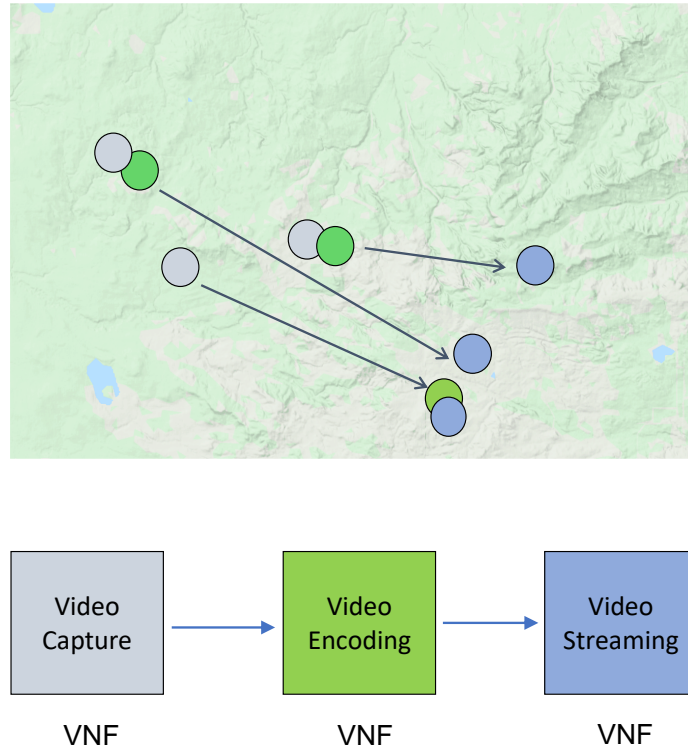 Video
Capture
Video
Encoding
Video
Streaming
VNF
VNF
VNF